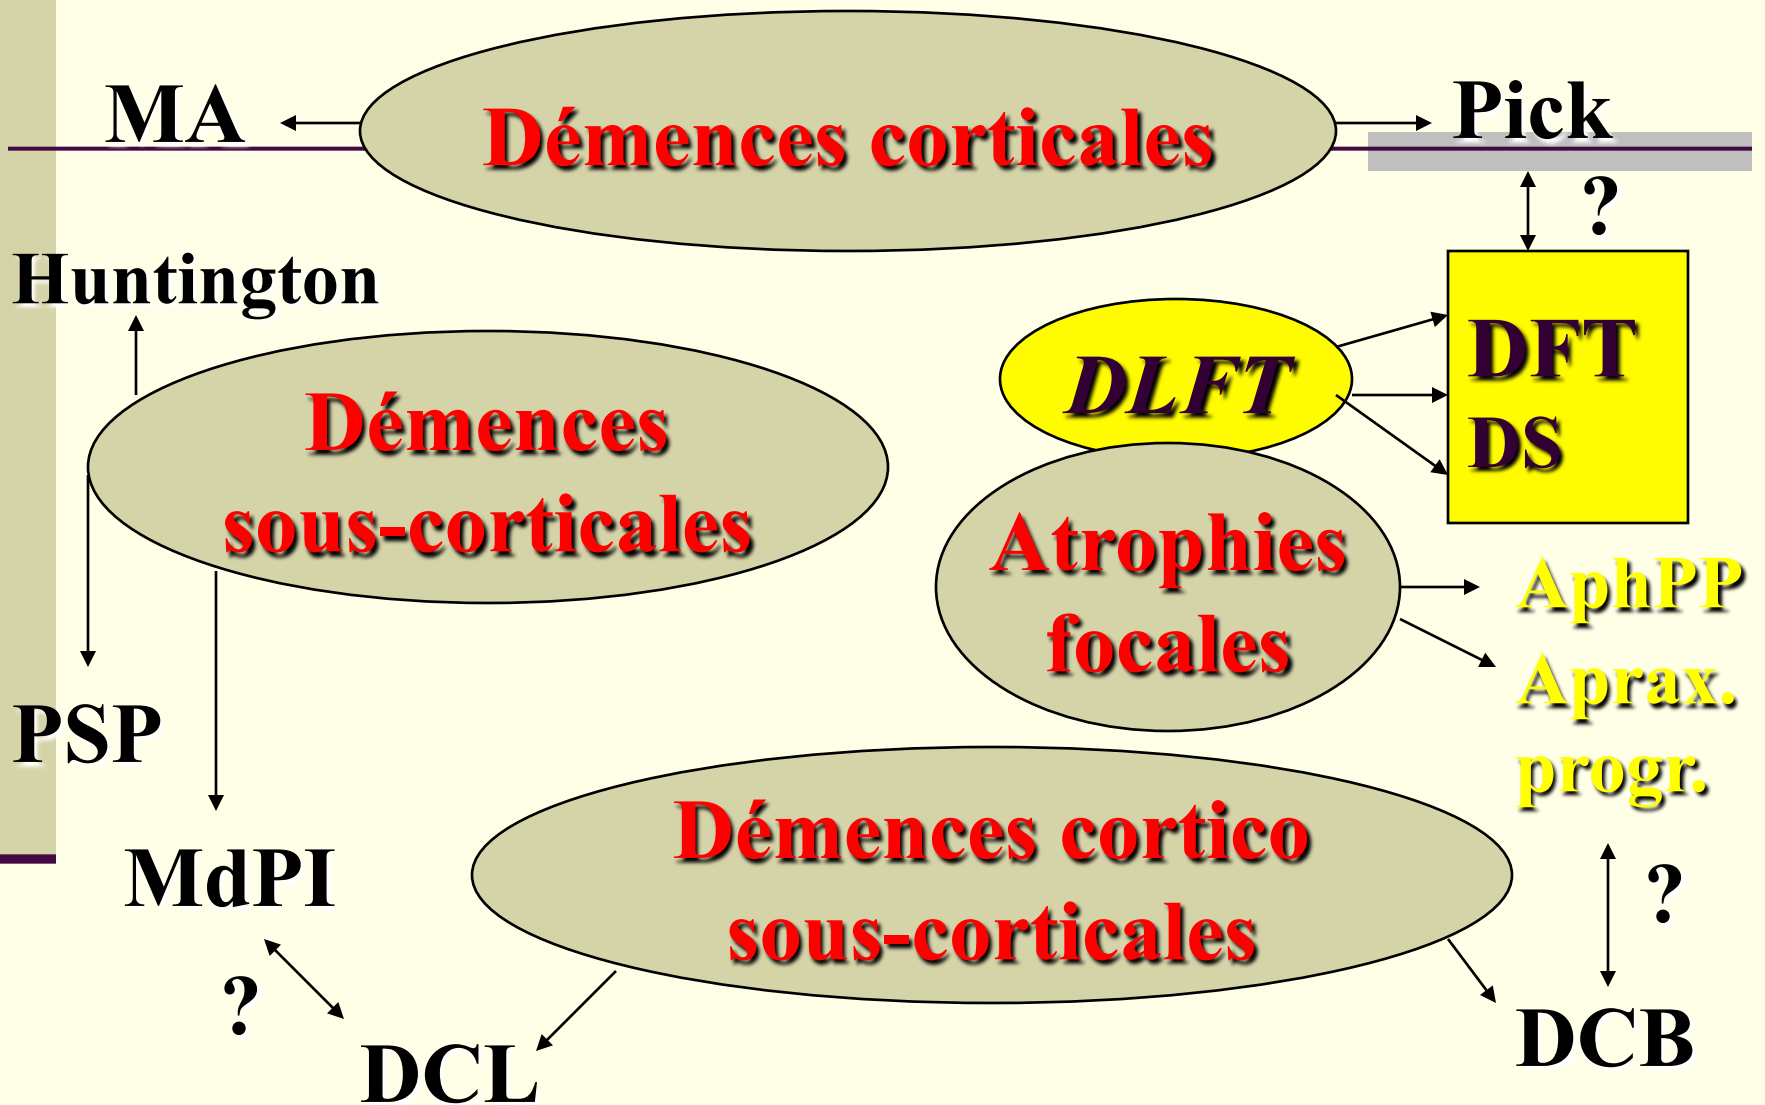 MA
Démences corticales
Pick
?
Huntington
Démences
sous-corticales
DLFT
DFT
DS
Atrophies
focales
AphPP
Aprax.
progr.
PSP
MdPI
Démences cortico
sous-corticales
?
?
DCL
DCB